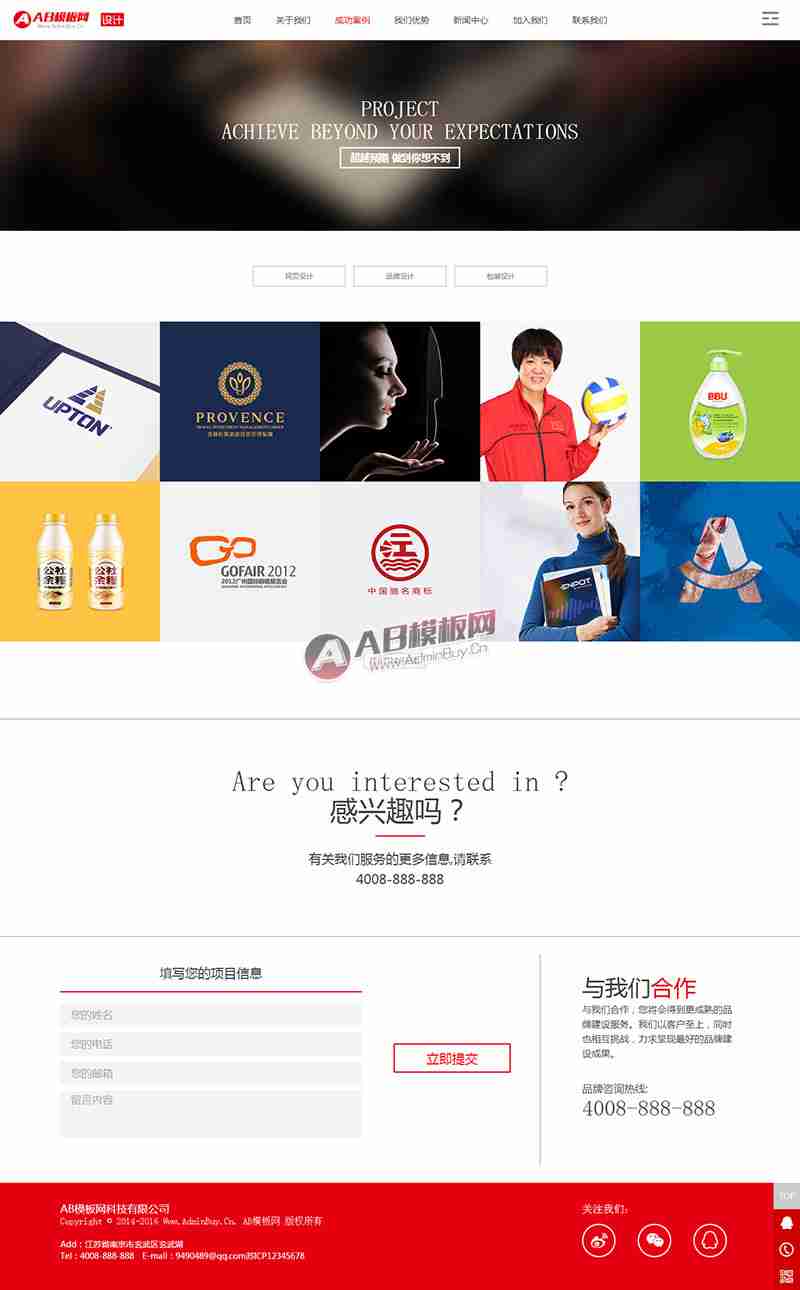 AB模板网 设计
Www.AdminBuy.Cn
首页 关于我们 成功案例 我们优势 新闻中心 加入我们 联系我们
PROJECT
ACHIEVE BEYOND YOUR EXPECTATIONS
超越预期 做到你想不到
网页设计 品牌设计 包装设计
UPTON
PROVENCE
BBU
公社
余粮
公社
余粮
GOFAIR 2012
中国驰名商标
ENPOT
AB模板网
Www.AdminBuy.Cn
Are you interested in ?
感兴趣吗？
有关我们服务的更多信息,请联系
4008-888-888
填写您的项目信息
您的姓名
您的电话
您的邮箱
留言内容
立即提交
与我们合作
与我们合作，您将会得到更成熟的品
牌建设服务。我们以客户至上，同时
也相互挑战，力求呈现最好的品牌建
设成果。
品牌咨询热线:
4008-888-888
AB模板网科技有限公司
Copyright © 2014-2016 Www.AdminBuy.Cn. AB模板网 版权所有
Add：江苏省南京市玄武区玄武湖
Tel：4008-888-888 E-mail：9490489@qq.com苏ICP12345678
关注我们：
TOP